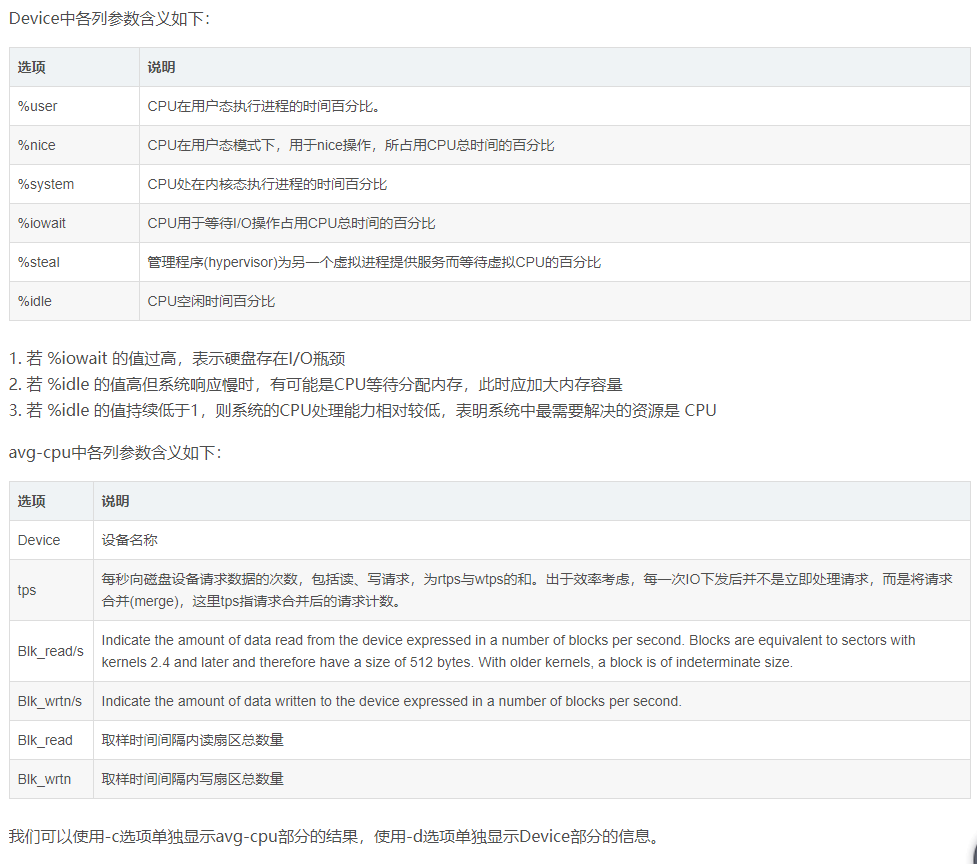 Device中各列参数含义如下：
选项 说明
%user CPU在用户态执行进程的时间百分比。
%nice CPU在用户态模式下，用于nice操作，所占用CPU总时间的百分比
%system CPU处在内核态执行进程的时间百分比
%iowait CPU用于等待I/O操作占用CPU总时间的百分比
%steal 管理程序(hypervisor)为另一个虚拟进程提供服务而等待虚拟CPU的百分比
%idle CPU空闲时间百分比
1. 若 %iowait 的值过高，表示硬盘存在I/O瓶颈
2. 若 %idle 的值高但系统响应慢时，有可能是CPU等待分配内存，此时应加大内存容量
3. 若 %idle 的值持续低于1，则系统的CPU处理能力相对较低，表明系统中最需要解决的资源是 CPU
avg-cpu中各列参数含义如下：
选项 说明
Device 设备名称
tps 每秒向磁盘设备请求数据的次数，包括读、写请求，为rtps与wtps的和。出于效率考虑，每一次IO下发后并不是立即处理请求，而是将请求
合并(merge)，这里tps指请求合并后的请求计数。
Blk_read/s Indicate the amount of data read from the device expressed in a number of blocks per second. Blocks are equivalent to sectors with
kernels 2.4 and later and therefore have a size of 512 bytes. With older kernels, a block is of indeterminate size.
Blk_wrtn/s Indicate the amount of data written to the device expressed in a number of blocks per second.
Blk_read 取样时间间隔内读扇区总数量
Blk_wrtn 取样时间间隔内写扇区总数量
我们可以使用-c选项单独显示avg-cpu部分的结果，使用-d选项单独显示Device部分的信息。